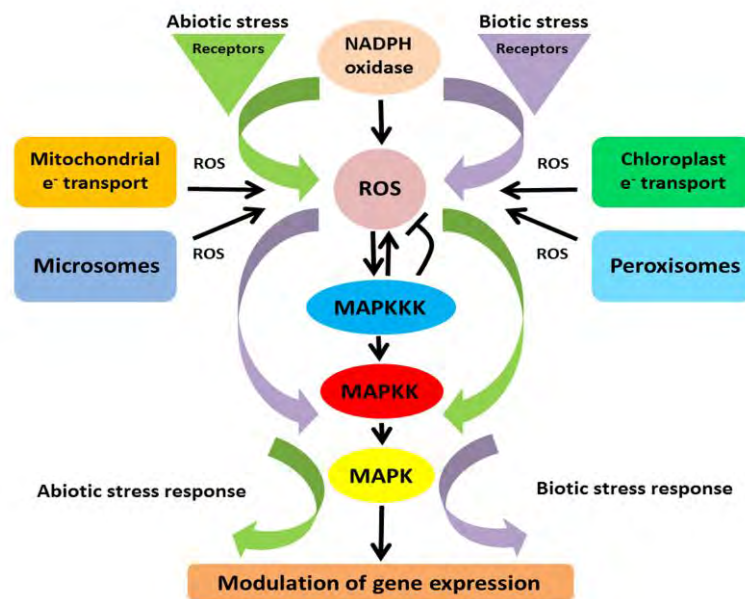 Abiotic stress
Receptors
NADPH
oxidase
Biotic stress
Receptors
Mitochondrial
e⁻ transport
ROS
ROS
ROS
Chloroplast
e⁻ transport
Microsomes
ROS
ROS
Peroxisomes
MAPKKK
MAPKK
MAPK
Abiotic stress response
Biotic stress response
Modulation of gene expression